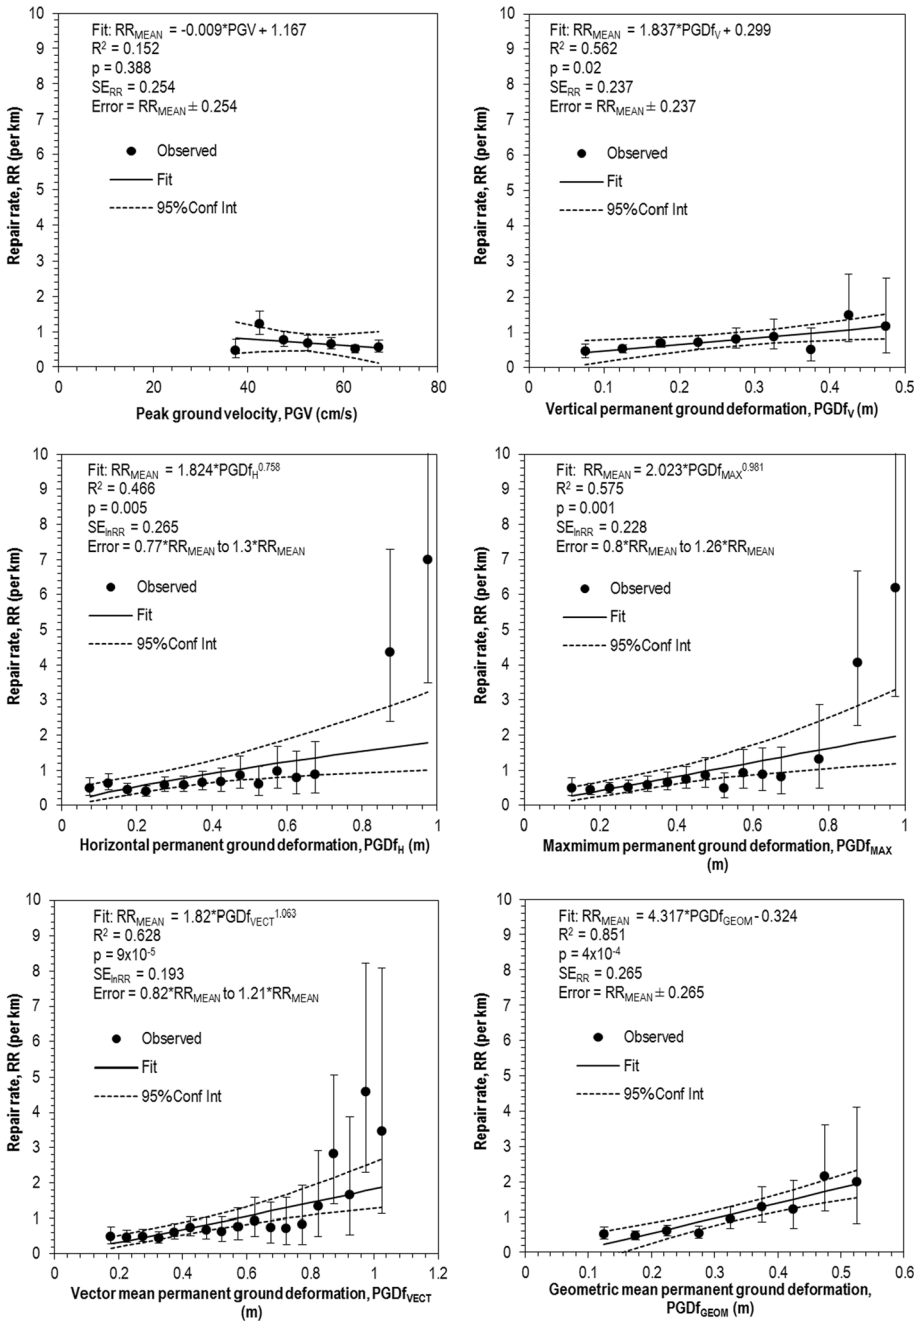 Fit: RR_MEAN = -0.009*PGV + 1.167
R² = 0.152
p = 0.388
SE_RR = 0.254
Error = RR_MEAN ± 0.254
Observed
Fit
95%Conf Int
10
9
8
7
6
5
4
3
2
1
0
Repair rate, RR (per km)
0 20 40 60 80
Peak ground velocity, PGV (cm/s)
Fit: RR_MEAN = 1.837*PGDf_V + 0.299
R² = 0.562
p = 0.02
SE_RR = 0.237
Error = RR_MEAN ± 0.237
Observed
Fit
95%Conf Int
10
9
8
7
6
5
4
3
2
1
0
Repair rate, RR (per km)
0 0.1 0.2 0.3 0.4 0.5
Vertical permanent ground deformation, PGDf_V (m)
Fit: RR_MEAN = 1.824*PGDf_H^0.758
R² = 0.466
p = 0.005
SE_lnRR = 0.265
Error = 0.77*RR_MEAN to 1.3*RR_MEAN
Observed
Fit
95%Conf Int
10
9
8
7
6
5
4
3
2
1
0
Repair rate, RR (per km)
0 0.2 0.4 0.6 0.8 1
Horizontal permanent ground deformation, PGDf_H (m)
Fit: RR_MEAN = 2.023*PGDf_MAX^0.981
R² = 0.575
p = 0.001
SE_lnRR = 0.228
Error = 0.8*RR_MEAN to 1.26*RR_MEAN
Observed
Fit
95%Conf Int
10
9
8
7
6
5
4
3
2
1
0
Repair rate, RR (per km)
0 0.2 0.4 0.6 0.8 1
Maxmimum permanent ground deformation, PGDf_MAX
(m)
Fit: RR_MEAN = 1.82*PGDf_VECT^1.063
R² = 0.628
p = 9x10^-5
SE_lnRR = 0.193
Error = 0.82*RR_MEAN to 1.21*RR_MEAN
Observed
Fit
95%Conf Int
10
9
8
7
6
5
4
3
2
1
0
Repair rate, RR (per km)
0 0.2 0.4 0.6 0.8 1 1.2
Vector mean permanent ground deformation, PGDf_VECT
(m)
Fit: RR_MEAN = 4.317*PGDf_GEOM - 0.324
R² = 0.851
p = 4x10^-4
SE_RR = 0.265
Error = RR_MEAN ± 0.265
Observed
Fit
95%Conf Int
10
9
8
7
6
5
4
3
2
1
0
Repair rate, RR (per km)
0 0.1 0.2 0.3 0.4 0.5 0.6
Geometric mean permanent ground deformation,
PGDf_GEOM (m)